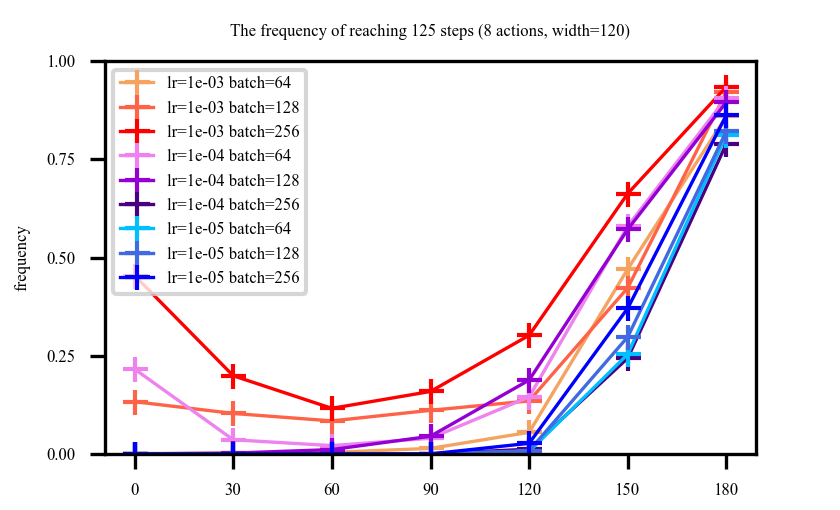 The frequency of reaching 125 steps (8 actions, width=120)
1.00
0.75
0.50
0.25
0.00
frequency
lr=1e-03 batch=64
lr=1e-03 batch=128
lr=1e-03 batch=256
lr=1e-04 batch=64
lr=1e-04 batch=128
lr=1e-04 batch=256
lr=1e-05 batch=64
lr=1e-05 batch=128
lr=1e-05 batch=256
0 30 60 90 120 150 180